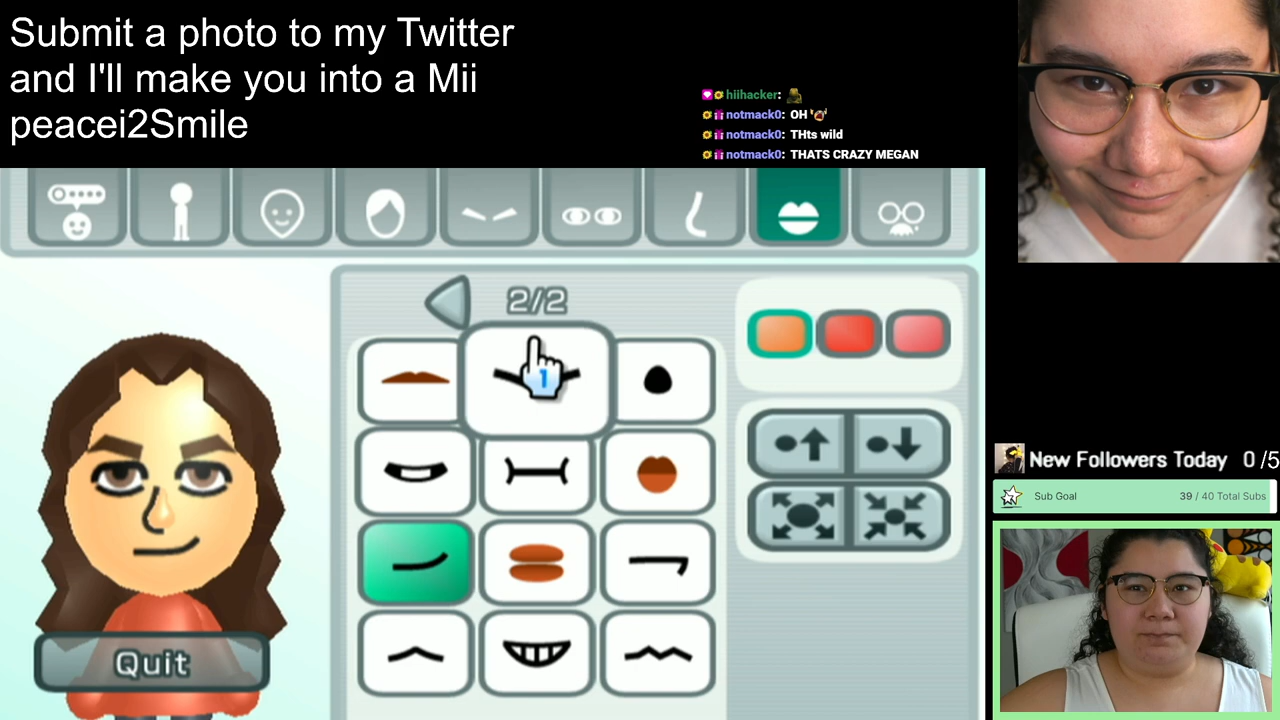 Submit a photo to my Twitter
and I'll make you into a Mii
peacei2Smile
hiihacker:
notmack0: OH
notmack0: THts wild
notmack0: THATS CRAZY MEGAN
2/2
1
Quit
New Followers Today 0 /5
Sub Goal 39 / 40 Total Subs